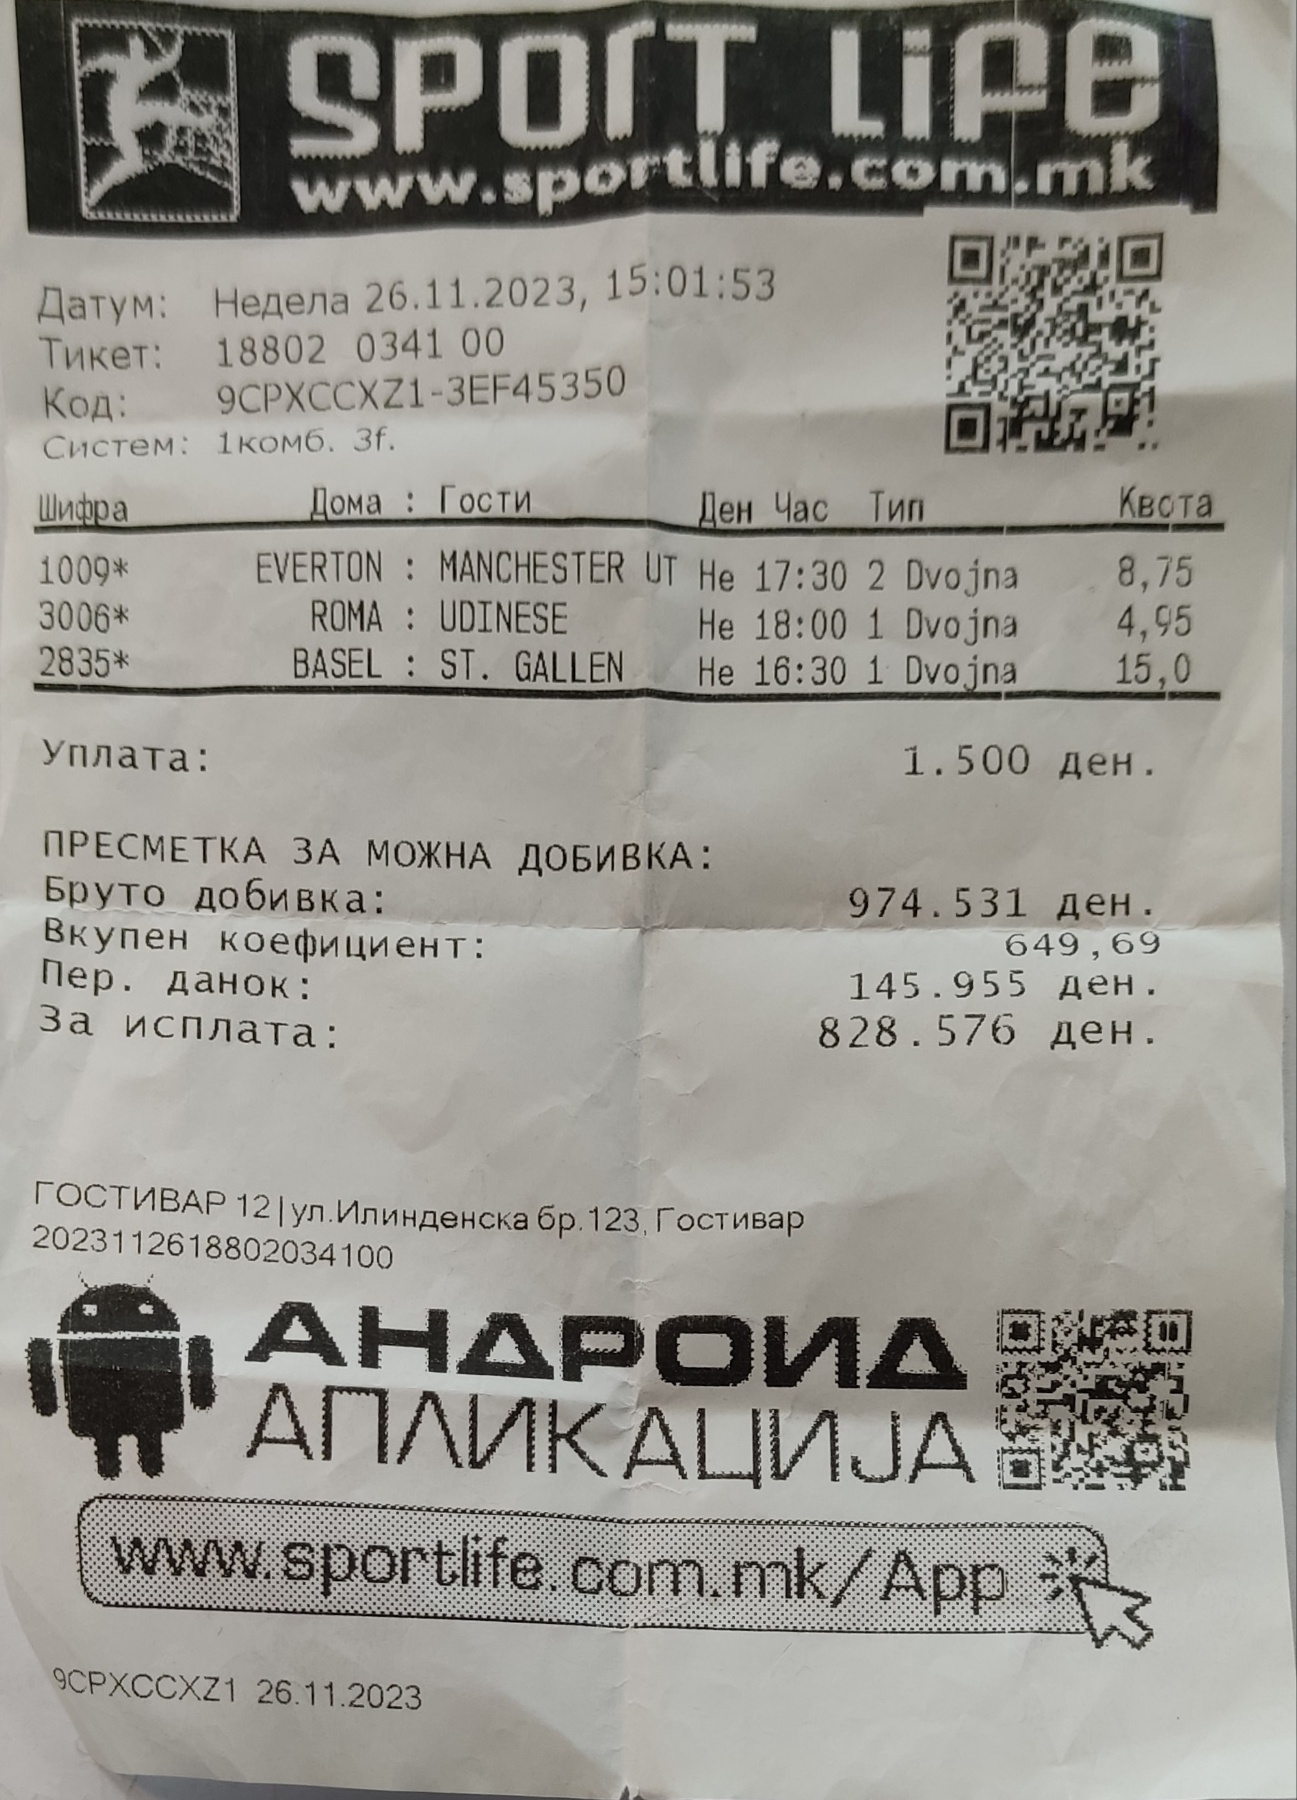 SPORT LIFE
www.sportlife.com.mk
Датум: Недела 26.11.2023, 15:01:53
Тикет: 18802 0341 00
Код: 9CPXCCXZ1-3EF45350
Систем: 1комб. 3f.
Шифра Дома : Гости Ден Час Тип Квота
1009* EVERTON : MANCHESTER UT Не 17:30 2 Dvojna 8,75
3006* ROMA : UDINESE Не 18:00 1 Dvojna 4,95
2835* BASEL : ST. GALLEN Не 16:30 1 Dvojna 15,0
Уплата: 1.500 ден.
ПРЕСМЕТКА ЗА МОЖНА ДОБИВКА:
Бруто добивка: 974.531 ден.
Вкупен коефициент: 649,69
Пер. данок: 145.955 ден.
За исплата: 828.576 ден.
ГОСТИВАР 12|ул.Илинденска бр.123, Гостивар
2023112618802034100
АНДРОИД
АПЛИКАЦИЈА
www.sportlife.com.mk/App
9CPXCCXZ1 26.11.2023